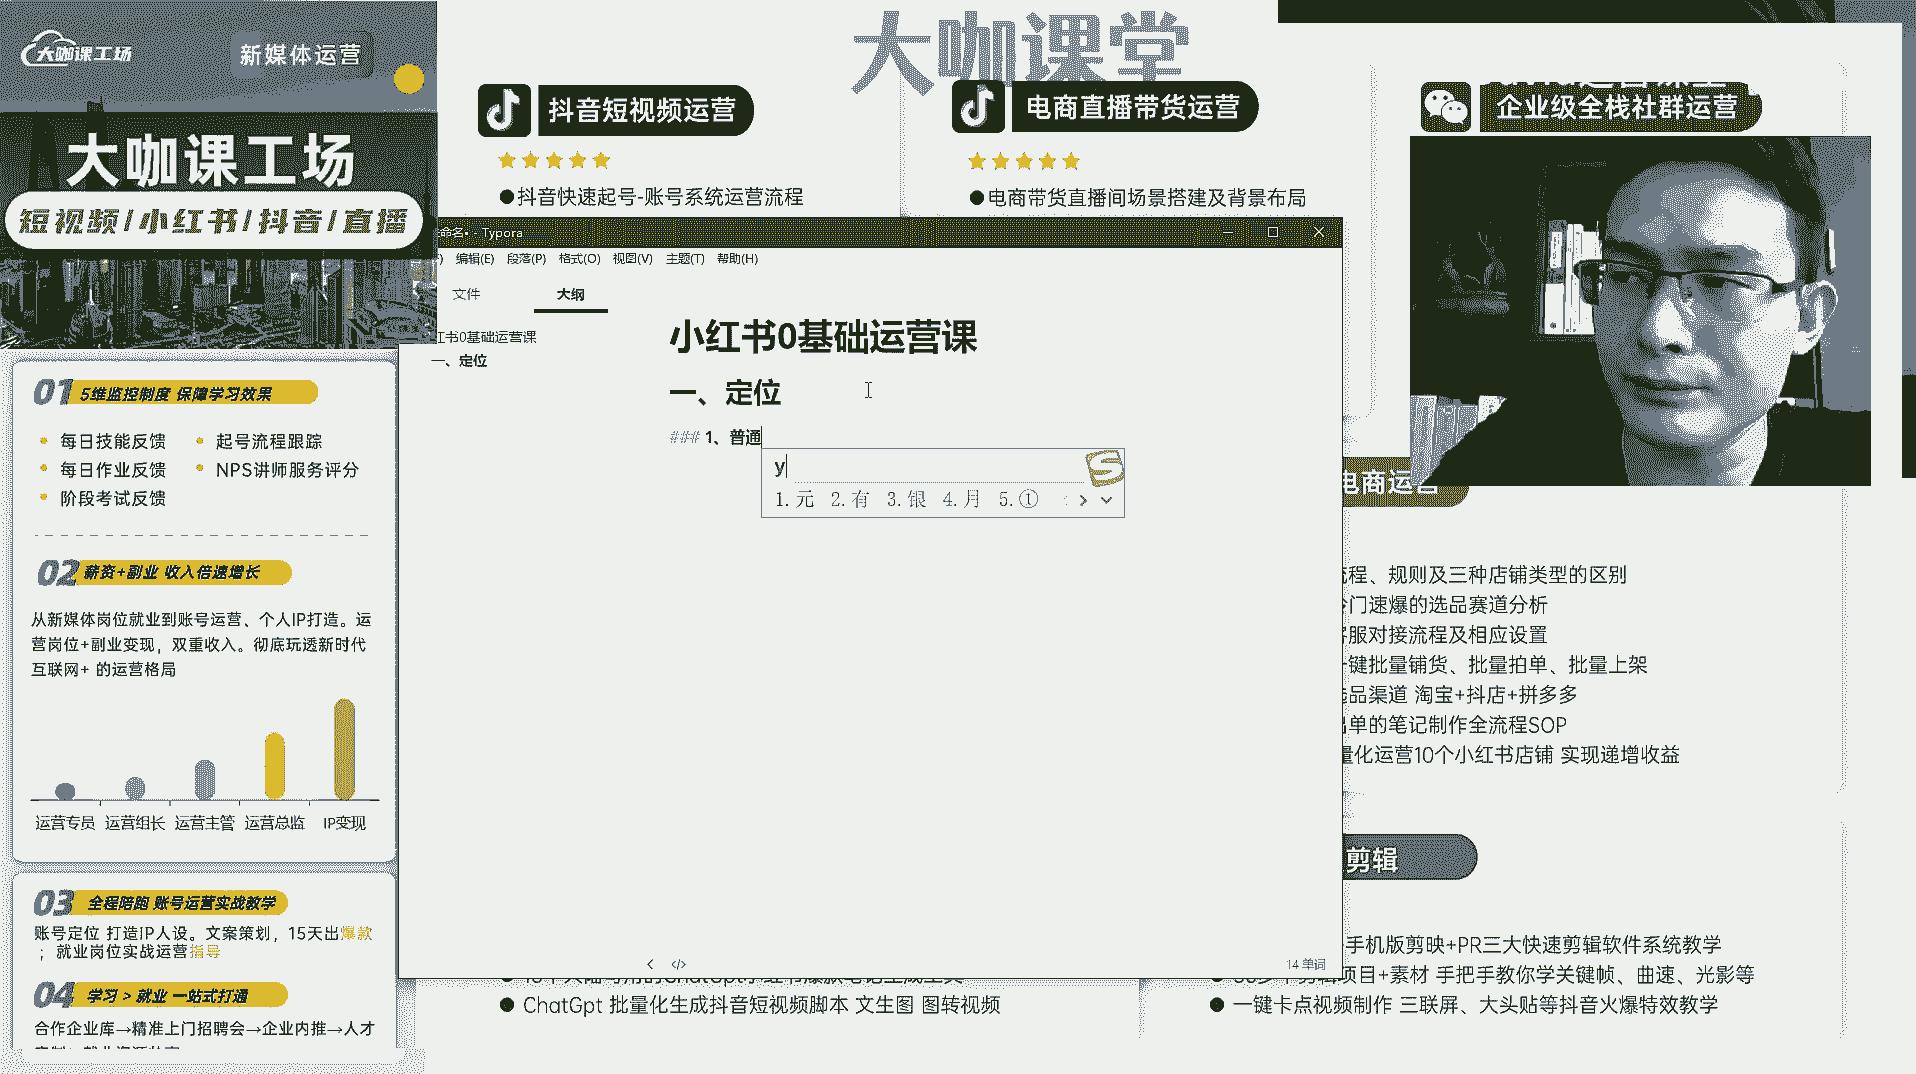 大咖课工场
新媒体运营
大咖课工场
短视频/小红书/抖音/直播
01 5维监控制度 保障学习效果
每日技能反馈
起号流程跟踪
每日作业反馈
NPS讲师服务评分
阶段考试反馈
02 薪资+副业 收入倍速增长
从新媒体岗位就业到账号运营、个人IP打造。运
营岗位+副业变现，双重收入。彻底玩透新时代
互联网+ 的运营格局
运营专员 运营组长 运营主管 运营总监 IP变现
03 全程陪跑 账号运营实战教学
账号定位 打造IP人设。文案策划，15天出爆款
；就业岗位实战运营指导
04 学习 > 就业 一站式打通
合作企业库→精准上门招聘会→企业内推→人才
大咖课堂
抖音短视频运营
●抖音快速起号-账号系统运营流程
电商直播带货运营
●电商带货直播间场景搭建及背景布局
企业级全栈社群运营
命名• - Typora
编辑(E) 段落(P) 格式(O) 视图(V) 主题(T) 帮助(H)
文件 大纲
书0基础运营课
一、定位
小红书0基础运营课
一、定位
### 1、普通
y
1.元 2.有 3.银 4.月 5.①
14 单词
电商运营
程、规则及三种店铺类型的区别
门速爆的选品赛道分析
服对接流程及相应设置
键批量铺货、批量拍单、批量上架
品渠道 淘宝+抖店+拼多多
单的笔记制作全流程SOP
量化运营10个小红书店铺 实现递增收益
剪辑
手机版剪映+PR三大快速剪辑软件系统教学
项目+素材 手把手教你学关键帧、曲速、光影等
● 一键卡点视频制作 三联屏、大头贴等抖音火爆特效教学
● ChatGpt 批量化生成抖音短视频脚本 文生图 图转视频